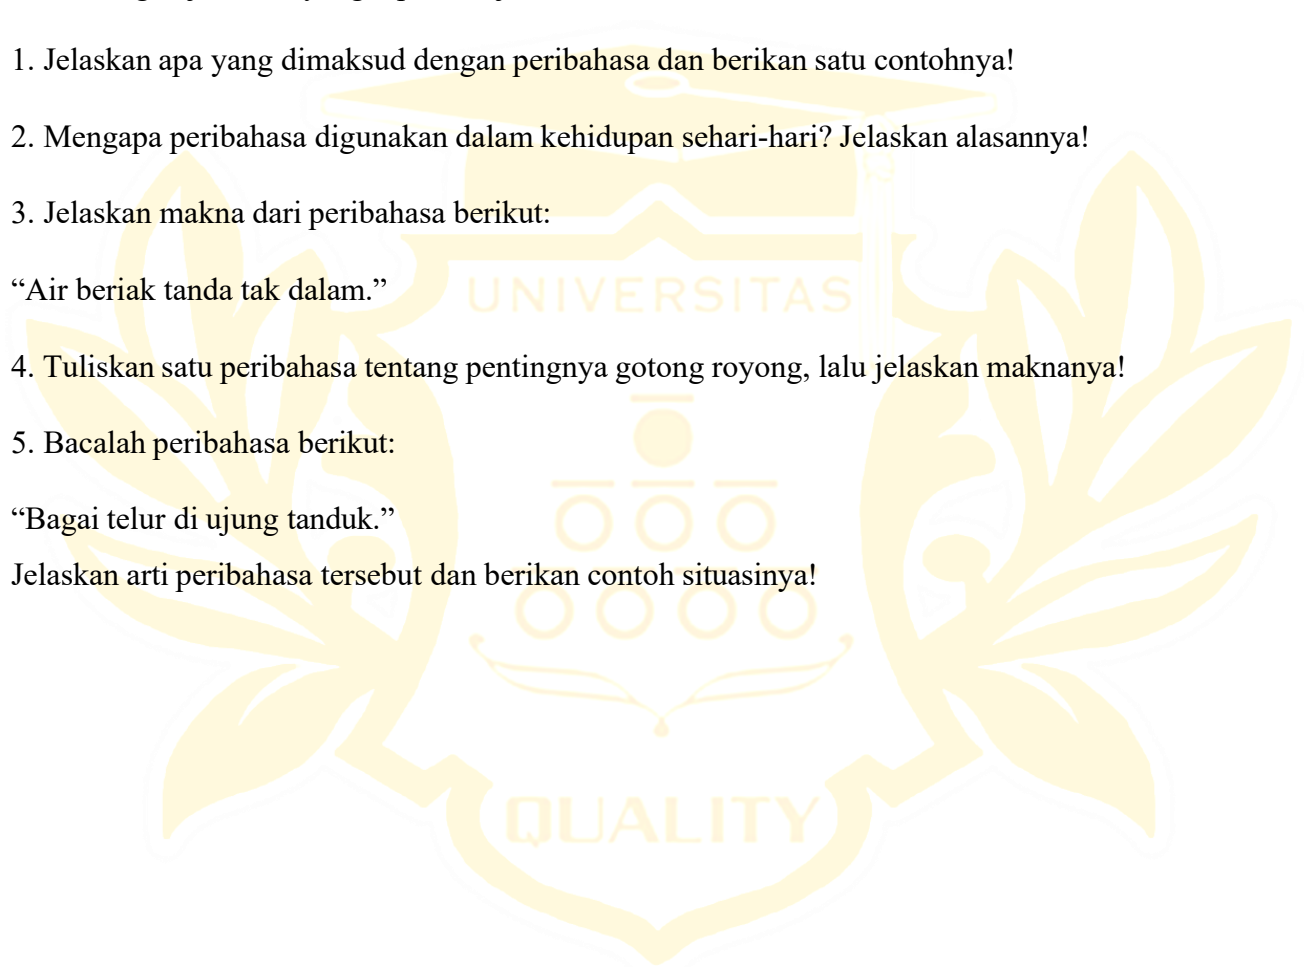 1. Jelaskan apa yang dimaksud dengan peribahasa dan berikan satu contohnya!
2. Mengapa peribahasa digunakan dalam kehidupan sehari-hari? Jelaskan alasannya!
3. Jelaskan makna dari peribahasa berikut:
“Air beriak tanda tak dalam.”
UNIVERSITAS
4. Tuliskan satu peribahasa tentang pentingnya gotong royong, lalu jelaskan maknanya!
5. Bacalah peribahasa berikut:
“Bagai telur di ujung tanduk.”
Jelaskan arti peribahasa tersebut dan berikan contoh situasinya!
QUALITY